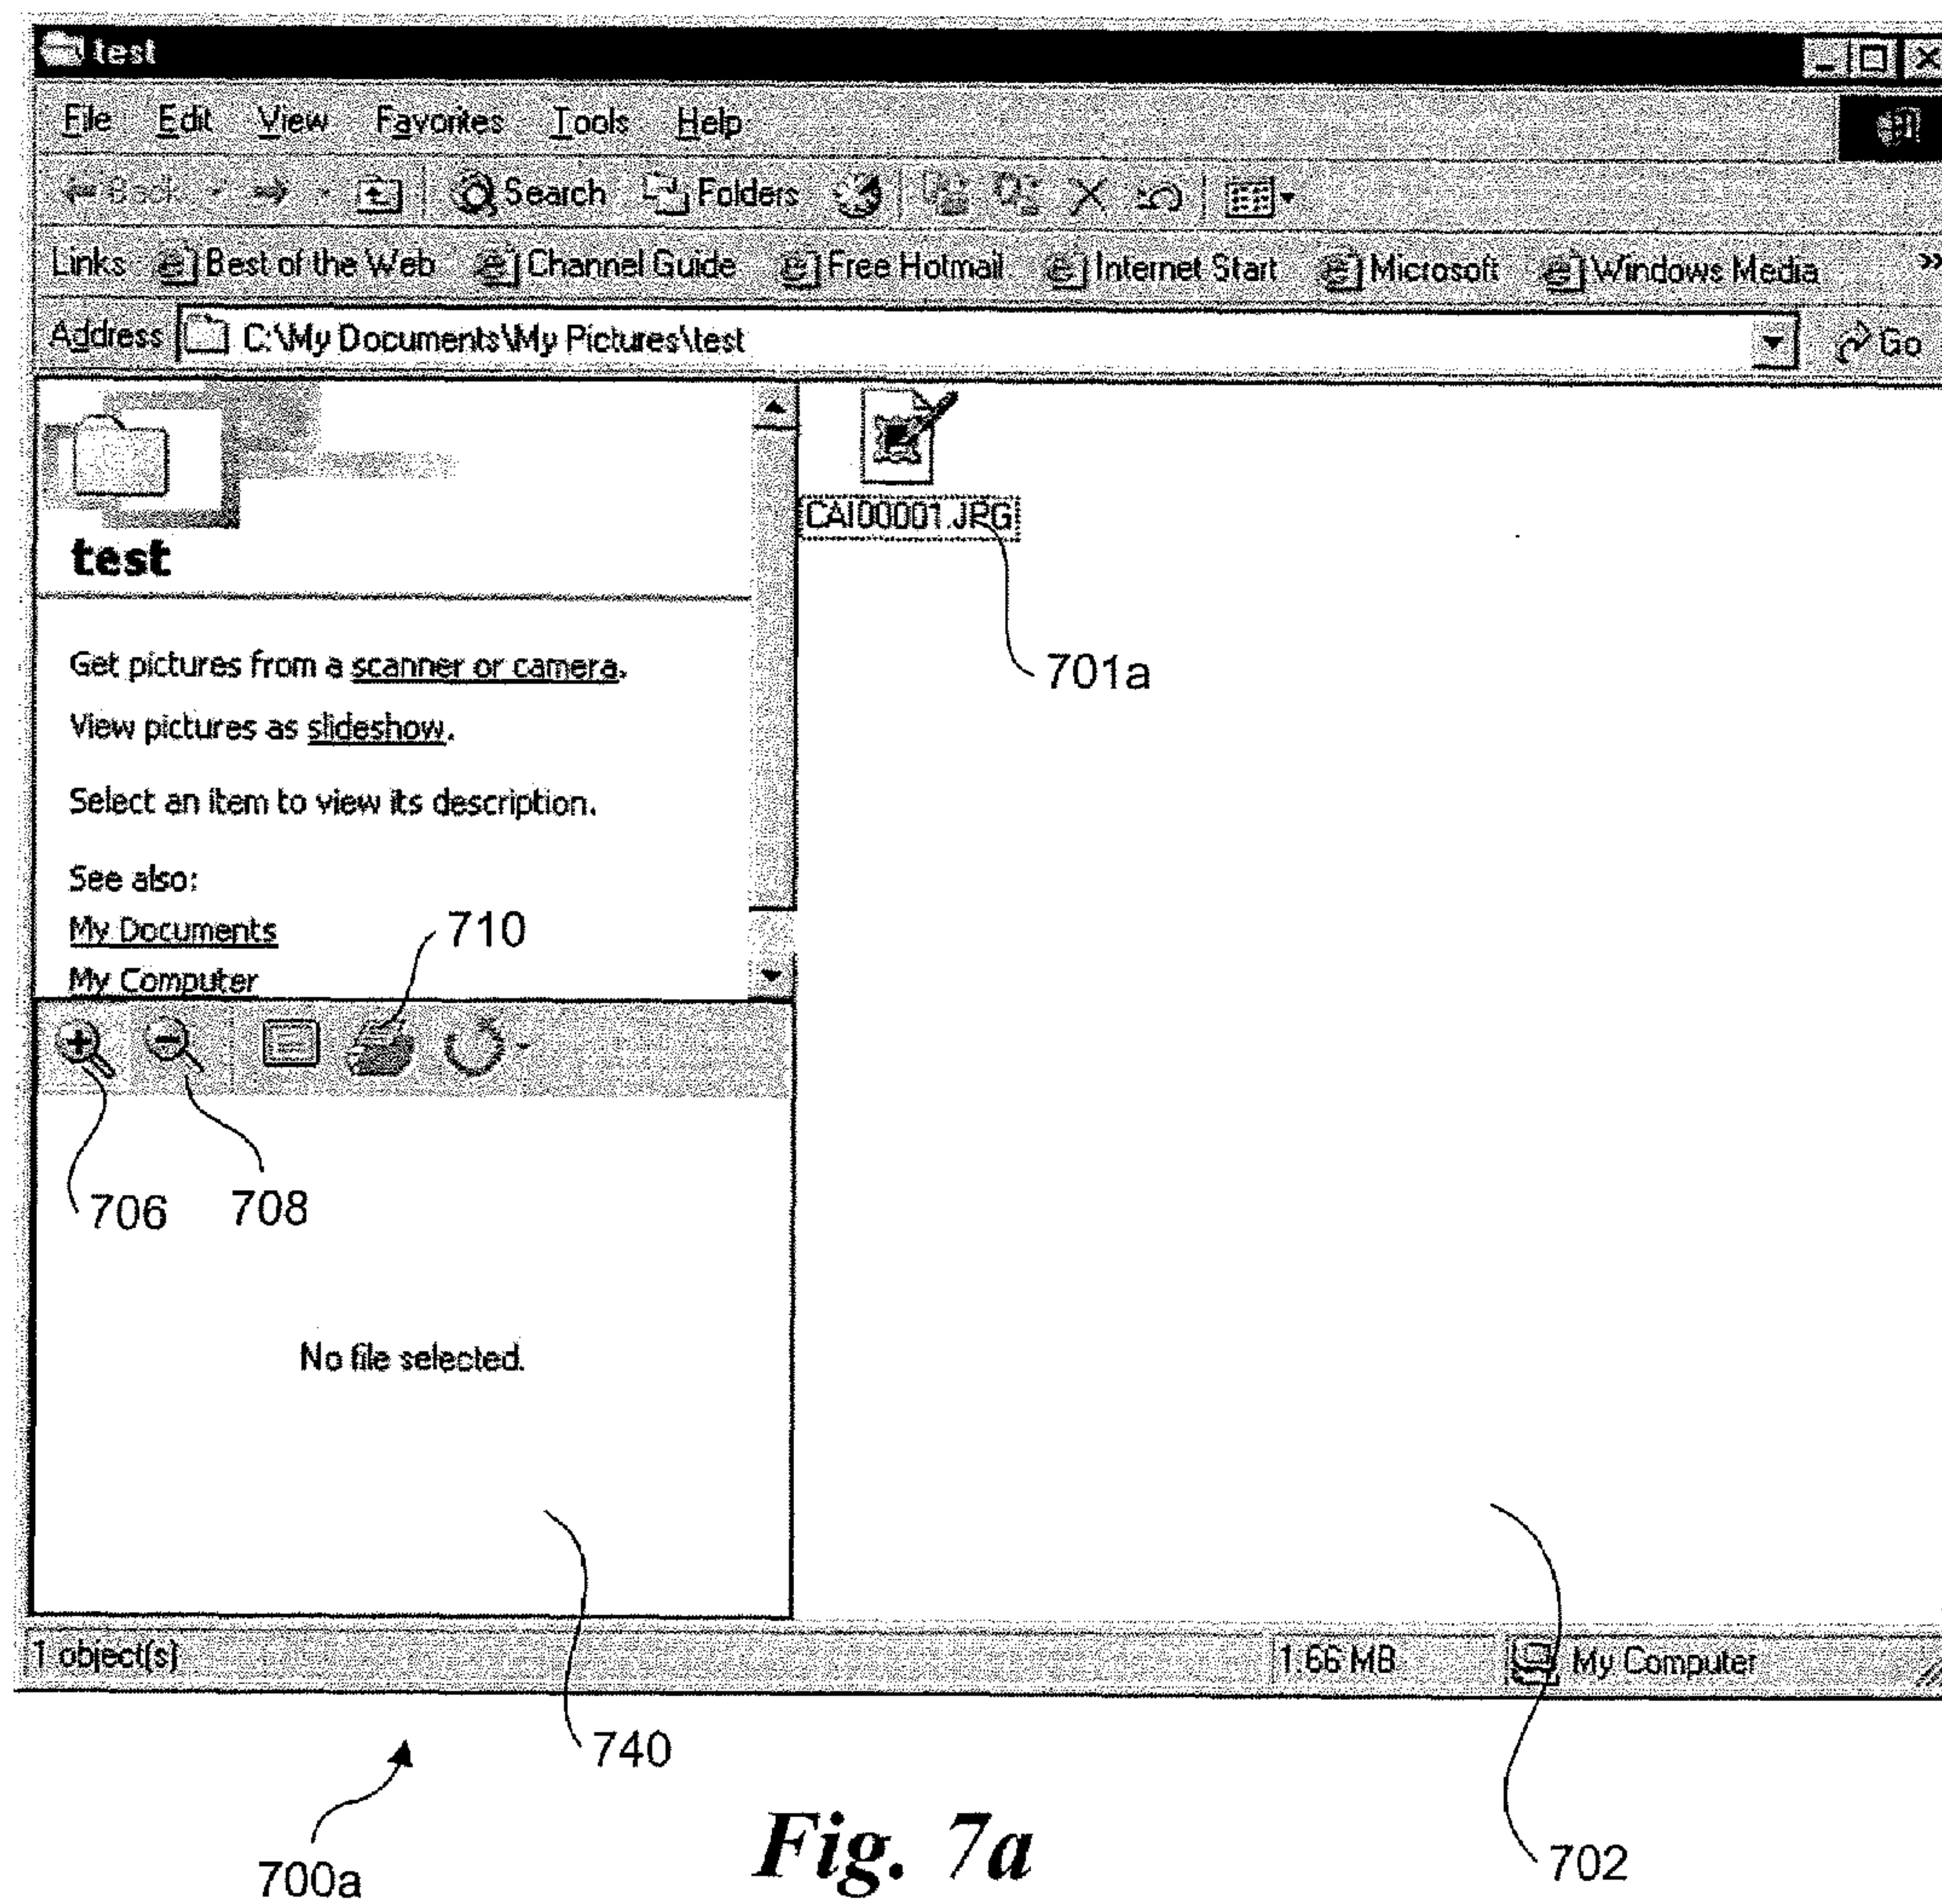 test
File Edit View Favorites Tools Help
Back Search Folders
Links Best of the Web Channel Guide Free Hotmail Internet Start Microsoft Windows Media »
Address C:\My Documents\My Pictures\test Go
test
CAI00001.JPG
701a
Get pictures from a scanner or camera.
View pictures as slideshow.
Select an item to view its description.
See also:
My Documents
710
My Computer
706
708
No file selected.
1 object(s) 1.66 MB My Computer
740
700a
Fig. 7a
702